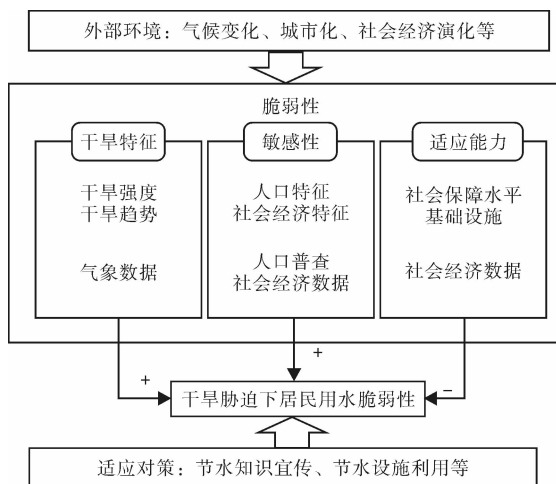 外部环境：气候变化、城市化、社会经济演化等
脆弱性
干旱特征
干旱强度
干旱趋势
气象数据
敏感性
人口特征
社会经济特征
人口普查
社会经济数据
适应能力
社会保障水平
基础设施
社会经济数据
+
+
−
干旱胁迫下居民用水脆弱性
适应对策：节水知识宣传、节水设施利用等